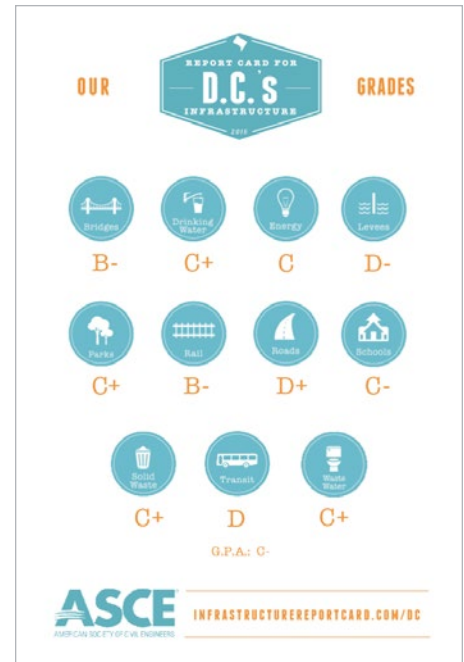 OUR
REPORT CARD FOR
D.C.'s
INFRASTRUCTURE
2016
GRADES
Bridges
Drinking
Water
Energy
Levees
B-
C+
C
D-
Parks
Rail
Roads
Schools
C+
B-
D+
C-
Solid
Waste
Transit
Waste
Water
C+
D
C+
G.P.A.: C-
ASCE
AMERICAN SOCIETY OF CIVIL ENGINEERS
INFRASTRUCTUREREPORTCARD.COM/DC